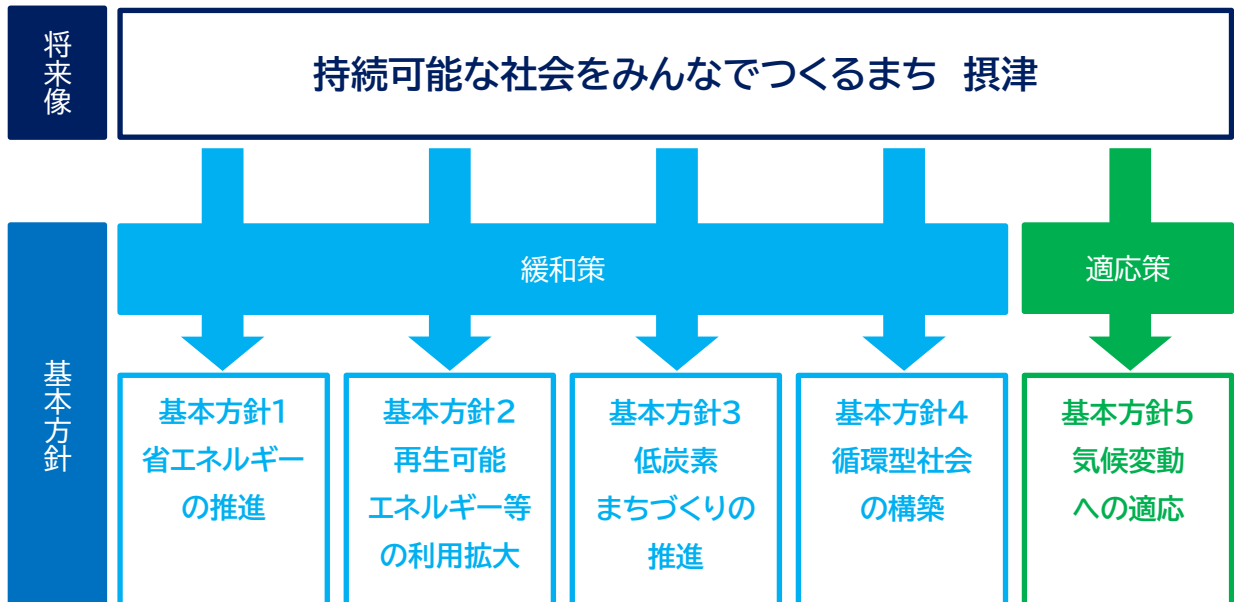 将来像
持続可能な社会をみんなでつくるまち　摂津
緩和策
適応策
基本方針
基本方針1
省エネルギー
の推進
基本方針2
再生可能
エネルギー等
の利用拡大
基本方針3
低炭素
まちづくりの
推進
基本方針4
循環型社会
の構築
基本方針5
気候変動
への適応